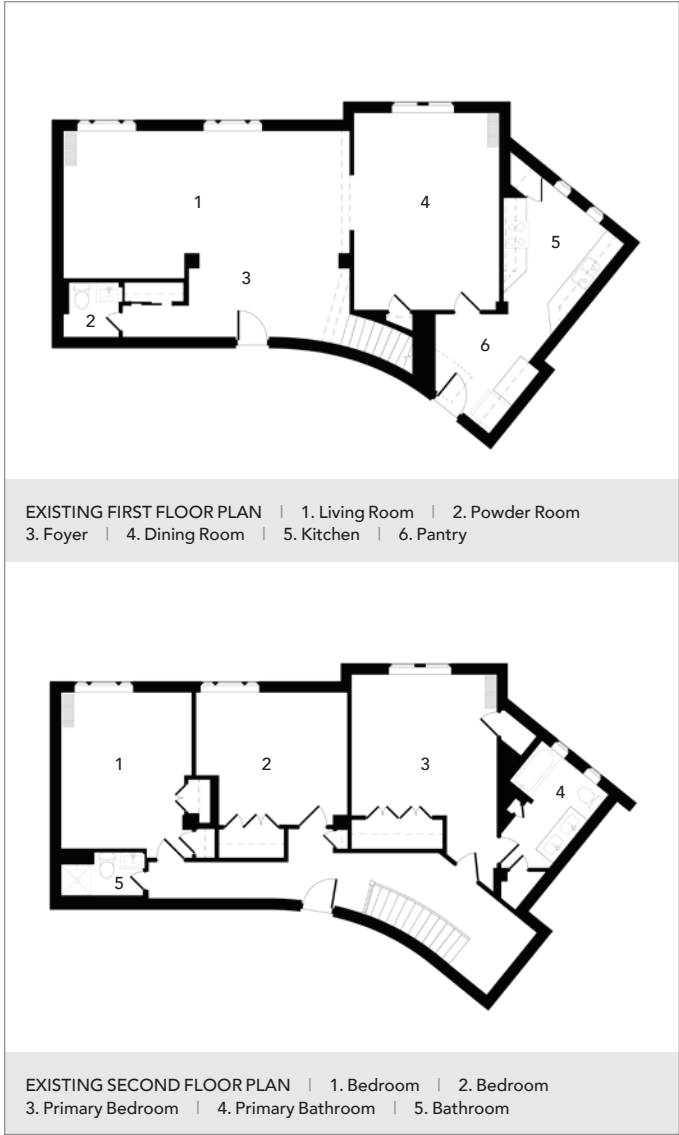 1
4
5
3
2
6
EXISTING FIRST FLOOR PLAN | 1. Living Room | 2. Powder Room
3. Foyer | 4. Dining Room | 5. Kitchen | 6. Pantry
1
2
3
4
5
EXISTING SECOND FLOOR PLAN | 1. Bedroom | 2. Bedroom
3. Primary Bedroom | 4. Primary Bathroom | 5. Bathroom